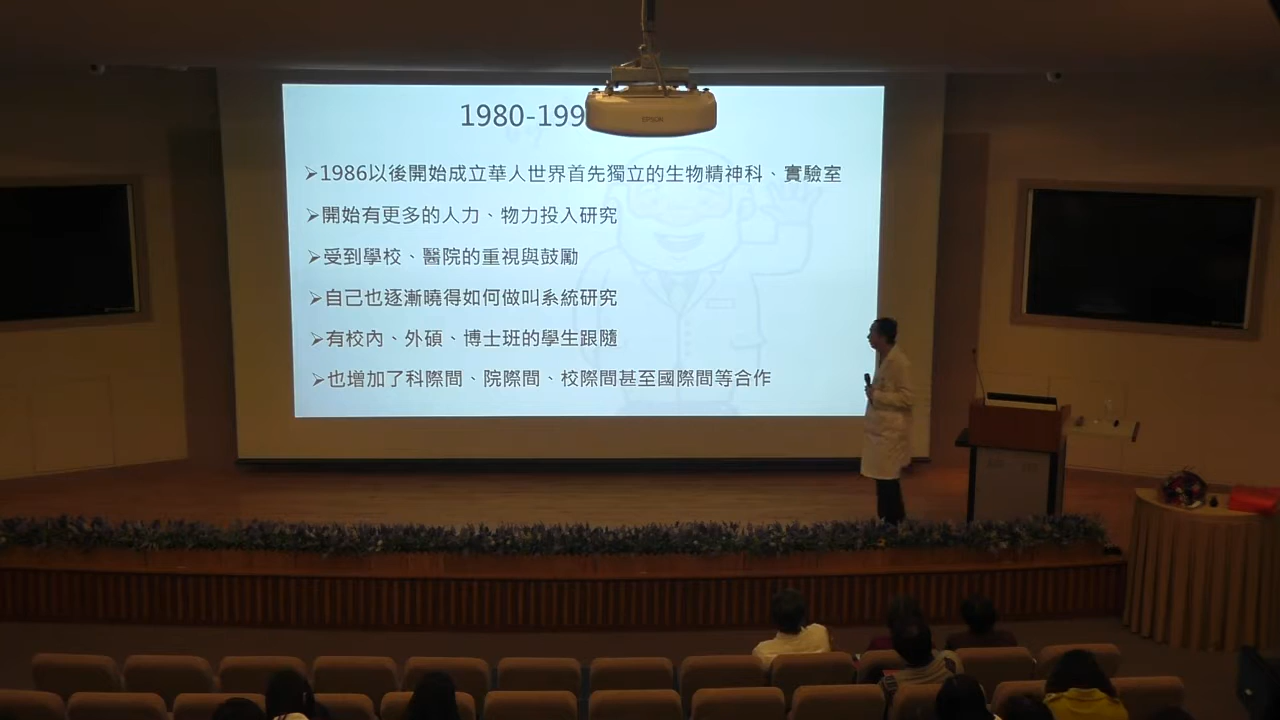 1980-199
➢1986以後開始成立華人世界首先獨立的生物精神科、實驗室
➢開始有更多的人力、物力投入研究
➢受到學校、醫院的重視與鼓勵
➢自己也逐漸曉得如何做叫系統研究
➢有校內、外碩、博士班的學生跟隨
➢也增加了科際間、院際間、校際間甚至國際間等合作
EPSON